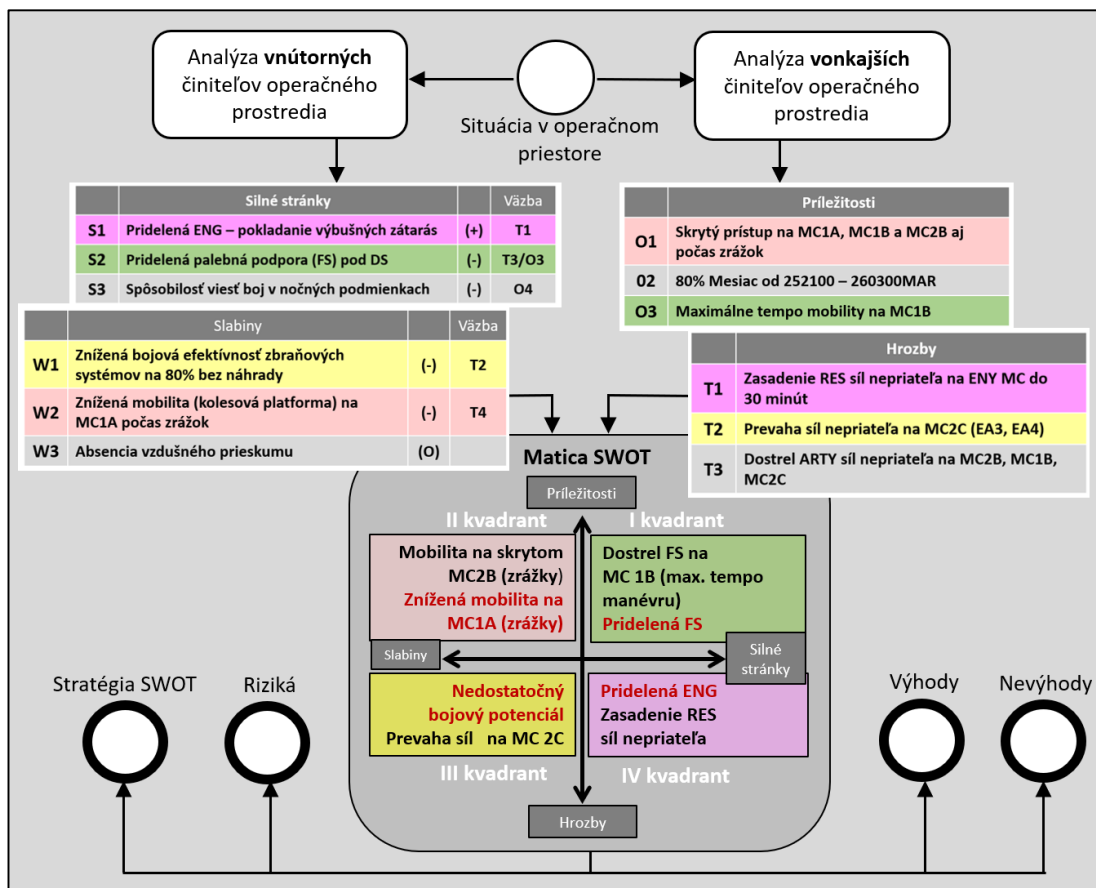 Analýza vnútorných
činiteľov operačného
prostredia
Situácia v operačnom
priestore
Analýza vonkajších
činiteľov operačného
prostredia
Silné stránky Väzba
S1 Pridelená ENG – pokladanie výbušných zátarás (+) T1
S2 Pridelená palebná podpora (FS) pod DS (-) T3/O3
S3 Spôsobilosť viesť boj v nočných podmienkach (-) O4
Slabiny Väzba
W1 Znížená bojová efektívnosť zbraňových
systémov na 80% bez náhrady (-) T2
W2 Znížená mobilita (kolesová platforma) na
MC1A počas zrážok (-) T4
W3 Absencia vzdušného prieskumu (O)
Príležitosti
O1 Skrytý prístup na MC1A, MC1B a MC2B aj
počas zrážok
02 80% Mesiac od 252100 – 260300MAR
O3 Maximálne tempo mobility na MC1B
Hrozby
T1 Zasadenie RES síl nepriateľa na ENY MC do
30 minút
T2 Prevaha síl nepriateľa na MC2C (EA3, EA4)
T3 Dostrel ARTY síl nepriateľa na MC2B, MC1B,
MC2C
Matica SWOT
Príležitosti
II kvadrant
I kvadrant
Mobilita na skrytom
MC2B (zrážky)
Znížená mobilita na
MC1A (zrážky)
Dostrel FS na
MC 1B (max. tempo
manévru)
Pridelená FS
Slabiny
Silné
stránky
Nedostatočný
bojový potenciál
Prevaha síl na MC 2C
Pridelená ENG
Zasadenie RES
síl nepriateľa
III kvadrant
IV kvadrant
Hrozby
Stratégia SWOT
Riziká
Výhody
Nevýhody